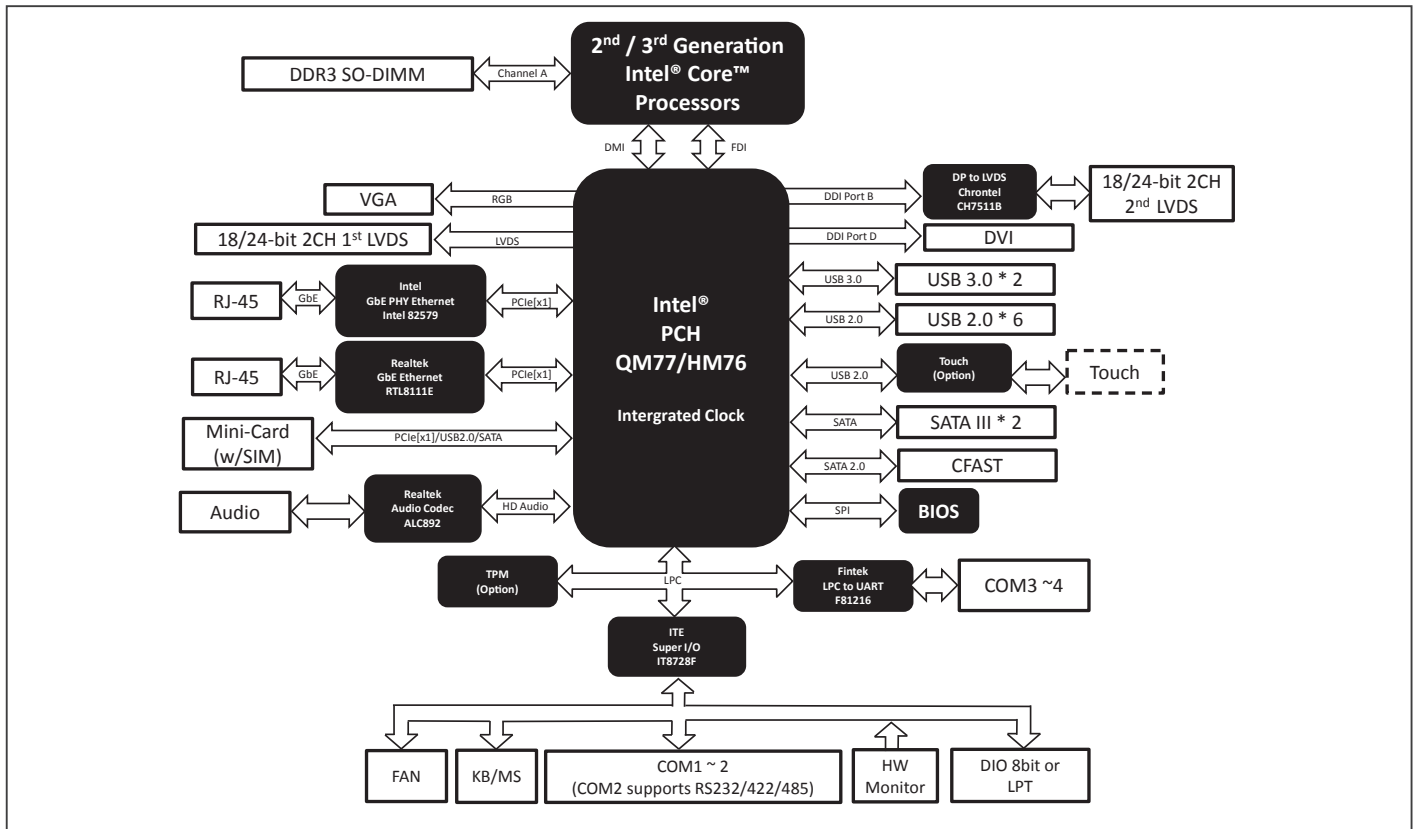 2nd / 3rd Generation
Intel® Core™
Processors
DDR3 SO-DIMM
Channel A
DMI
FDI
VGA
RGB
18/24-bit 2CH 1st LVDS
LVDS
RJ-45
GbE
Intel
GbE PHY Ethernet
Intel 82579
PCIe[x1]
RJ-45
GbE
Realtek
GbE Ethernet
RTL8111E
PCIe[x1]
Mini-Card
(w/SIM)
PCIe[x1]/USB2.0/SATA
Audio
Realtek
Audio Codec
ALC892
HD Audio
Intel®
PCH
QM77/HM76
Intergrated Clock
DDI Port B
DP to LVDS
Chrontel
CH7511B
18/24-bit 2CH
2nd LVDS
DDI Port D
DVI
USB 3.0
USB 3.0 * 2
USB 2.0
USB 2.0 * 6
USB 2.0
Touch
(Option)
Touch
SATA
SATA III * 2
SATA 2.0
CFAST
SPI
BIOS
TPM
(Option)
LPC
Fintek
LPC to UART
F81216
COM3 ~4
ITE
Super I/O
IT8728F
FAN
KB/MS
COM1 ~ 2
(COM2 supports RS232/422/485)
HW
Monitor
DIO 8bit or
LPT